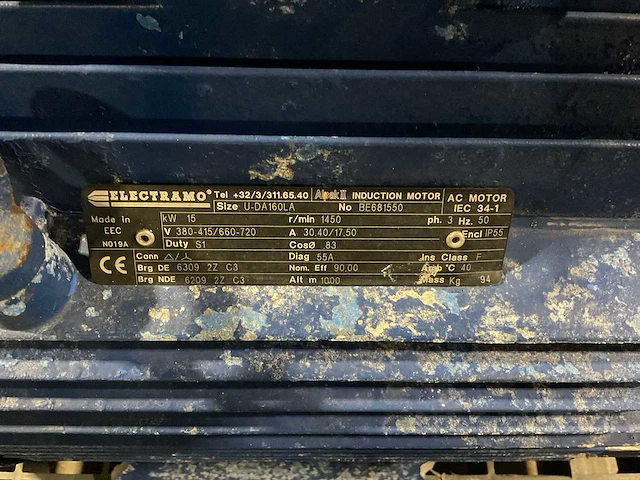 ELECTRAMO® Tel +32/3/311.65.40 Alpak II INDUCTION MOTOR AC MOTOR
Size U-DA160LA No BE681550 IEC 34-1
Made in EEC
N019A
CE
kW 15 r/min 1450 ph. 3 Hz. 50
V 380-415/660-720 A 30.40/17.50 Encl IP55
Duty S1 CosØ .83
Conn △/Y Diag 55A Ins Class F
Brg DE 6309 2Z C3 Nom. Eff 90,00 Amb °C 40
Brg NDE 6209 2Z C3 Alt m 1000 Mass Kg 94